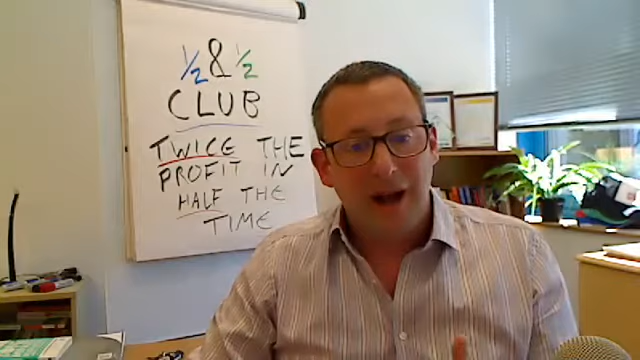 ½ & ½
CLUB
TWICE THE
PROFIT IN
HALF THE
TIME